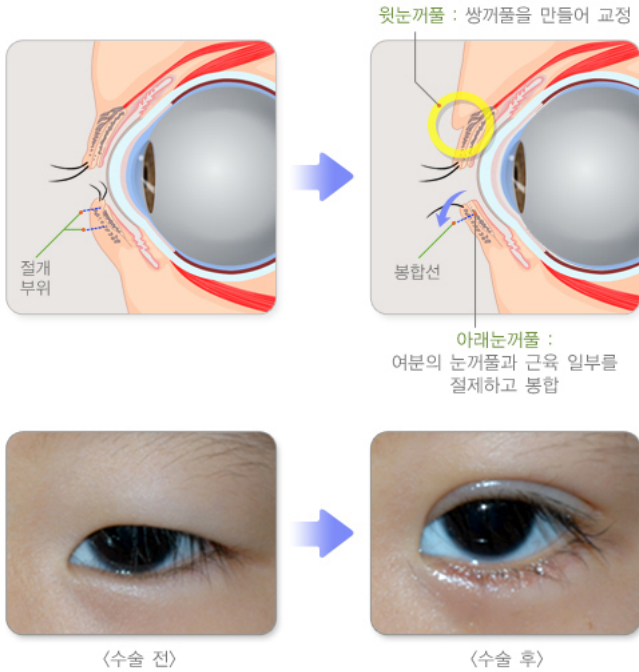 윗눈꺼풀 : 쌍꺼풀을 만들어 교정
절개
부위
봉합선
아래눈꺼풀 :
여분의 눈꺼풀과 근육 일부를
절제하고 봉합
<수술 전>
<수술 후>